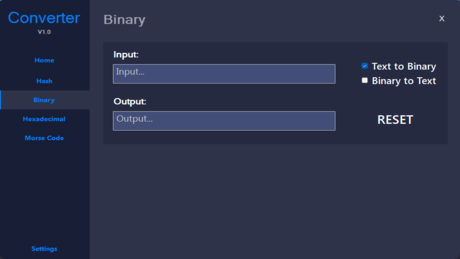 Converter
V1.0
Home
Hash
Binary
Hexadecimal
Morse Code
Settings
Binary
X
Input:
Input...
Text to Binary
Binary to Text
Output:
Output...
RESET